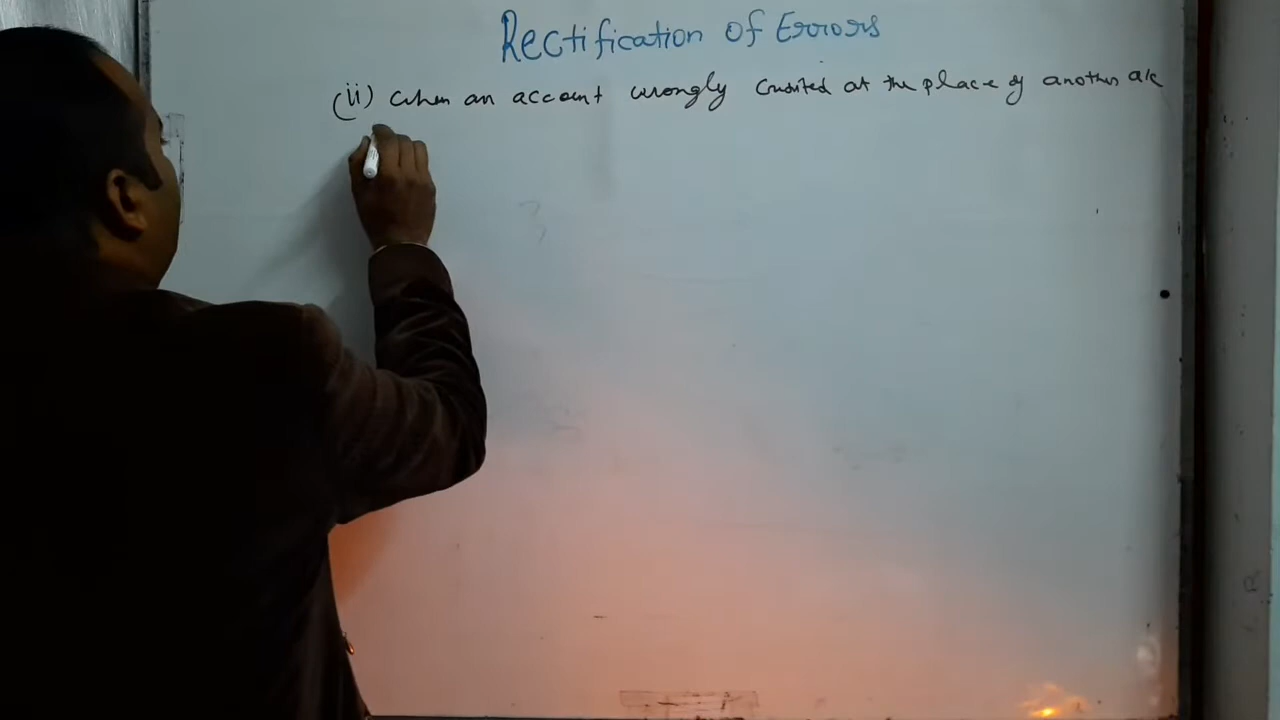 Rectification of Errors
(ii) When an account wrongly credited at the place of another a/c